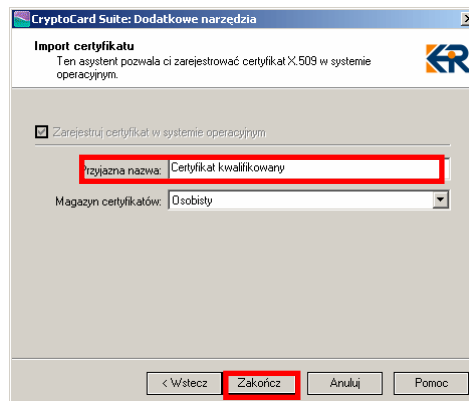 CryptoCard Suite: Dodatkowe narzędzia
Import certyfikatu
Ten asystent pozwala ci zarejestrować certyfikat X.509 w systemie
operacyjnym.
KIR
Zarejestruj certyfikat w systemie operacyjnym
Przyjazna nazwa: Certyfikat kwalifikowany
Magazyn certyfikatów: Osobisty
< Wstecz Zakończ Anuluj Pomoc